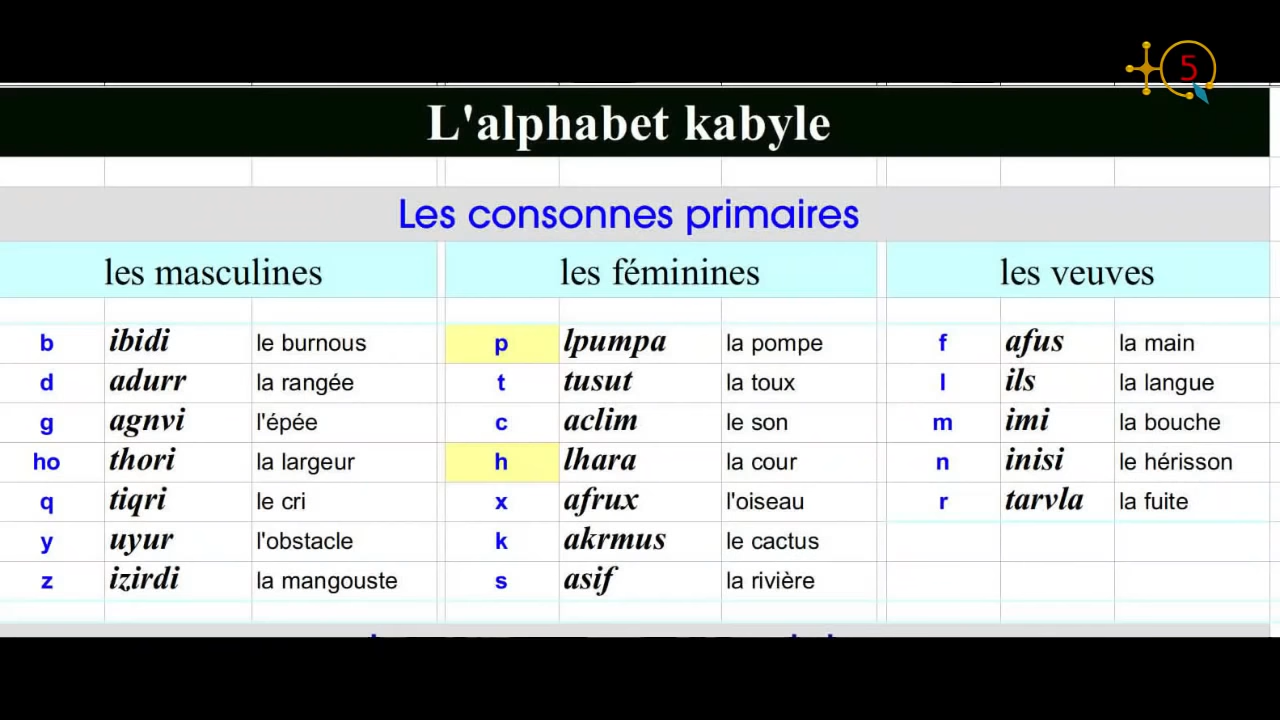 5
L'alphabet kabyle
Les consonnes primaires
les masculines les féminines les veuves
b ibidi le burnous p lpumpa la pompe f afus la main
d adurr la rangée t tusut la toux l ils la langue
g agnvi l'épée c aclim le son m imi la bouche
ho thori la largeur h lhara la cour n inisi le hérisson
q tiqri le cri x afrux l'oiseau r tarvla la fuite
y uyur l'obstacle k akrmus le cactus
z izirdi la mangouste s asif la rivière